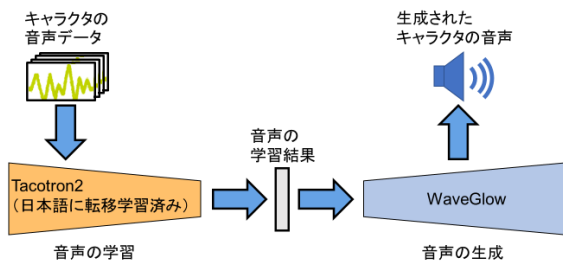 キャラクタの
音声データ
生成された
キャラクタの音声
音声の
学習結果
Tacotron2
（日本語に転移学習済み）
WaveGlow
音声の学習
音声の生成